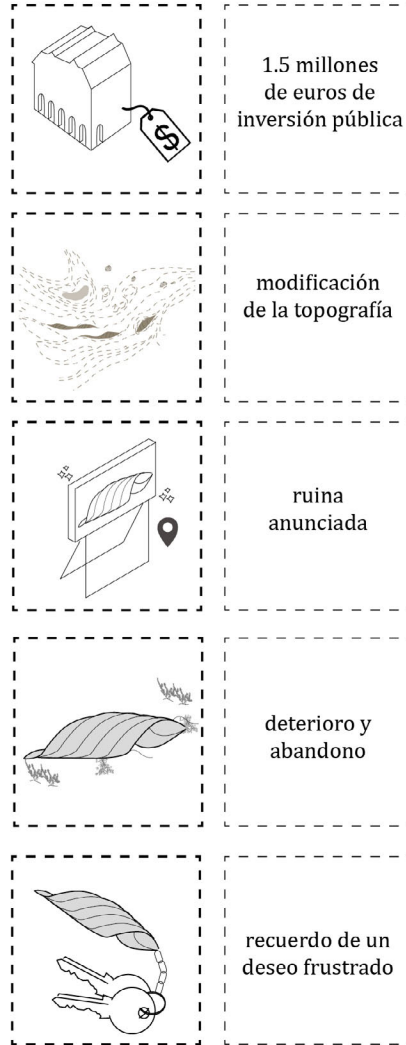 1.5 millones
de euros de
inversión pública
$
modificación
de la topografía
ruina
anunciada
deterioro y
abandono
recuerdo de un
deseo frustrado